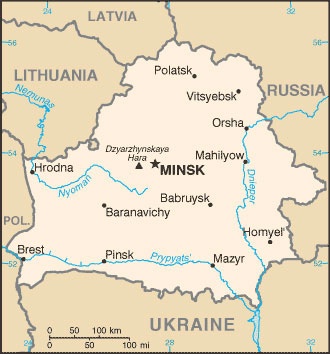 24
LATVIA
32
56
56
Polatsk
LITHUANIA
Vitsyebsk
RUSSIA
Nemunas
Orsha
54
Dzyarzhynskaya
Hara
54
MINSK
Mahilyow
Hrodna
Nyoman
Dnieper
Baranavichy
Babruysk
POL.
Homyel'
Brest
Pinsk
Prypyats'
Mazyr
52
52
0 50 100 km
0 50 100 mi
UKRAINE
24
28
32